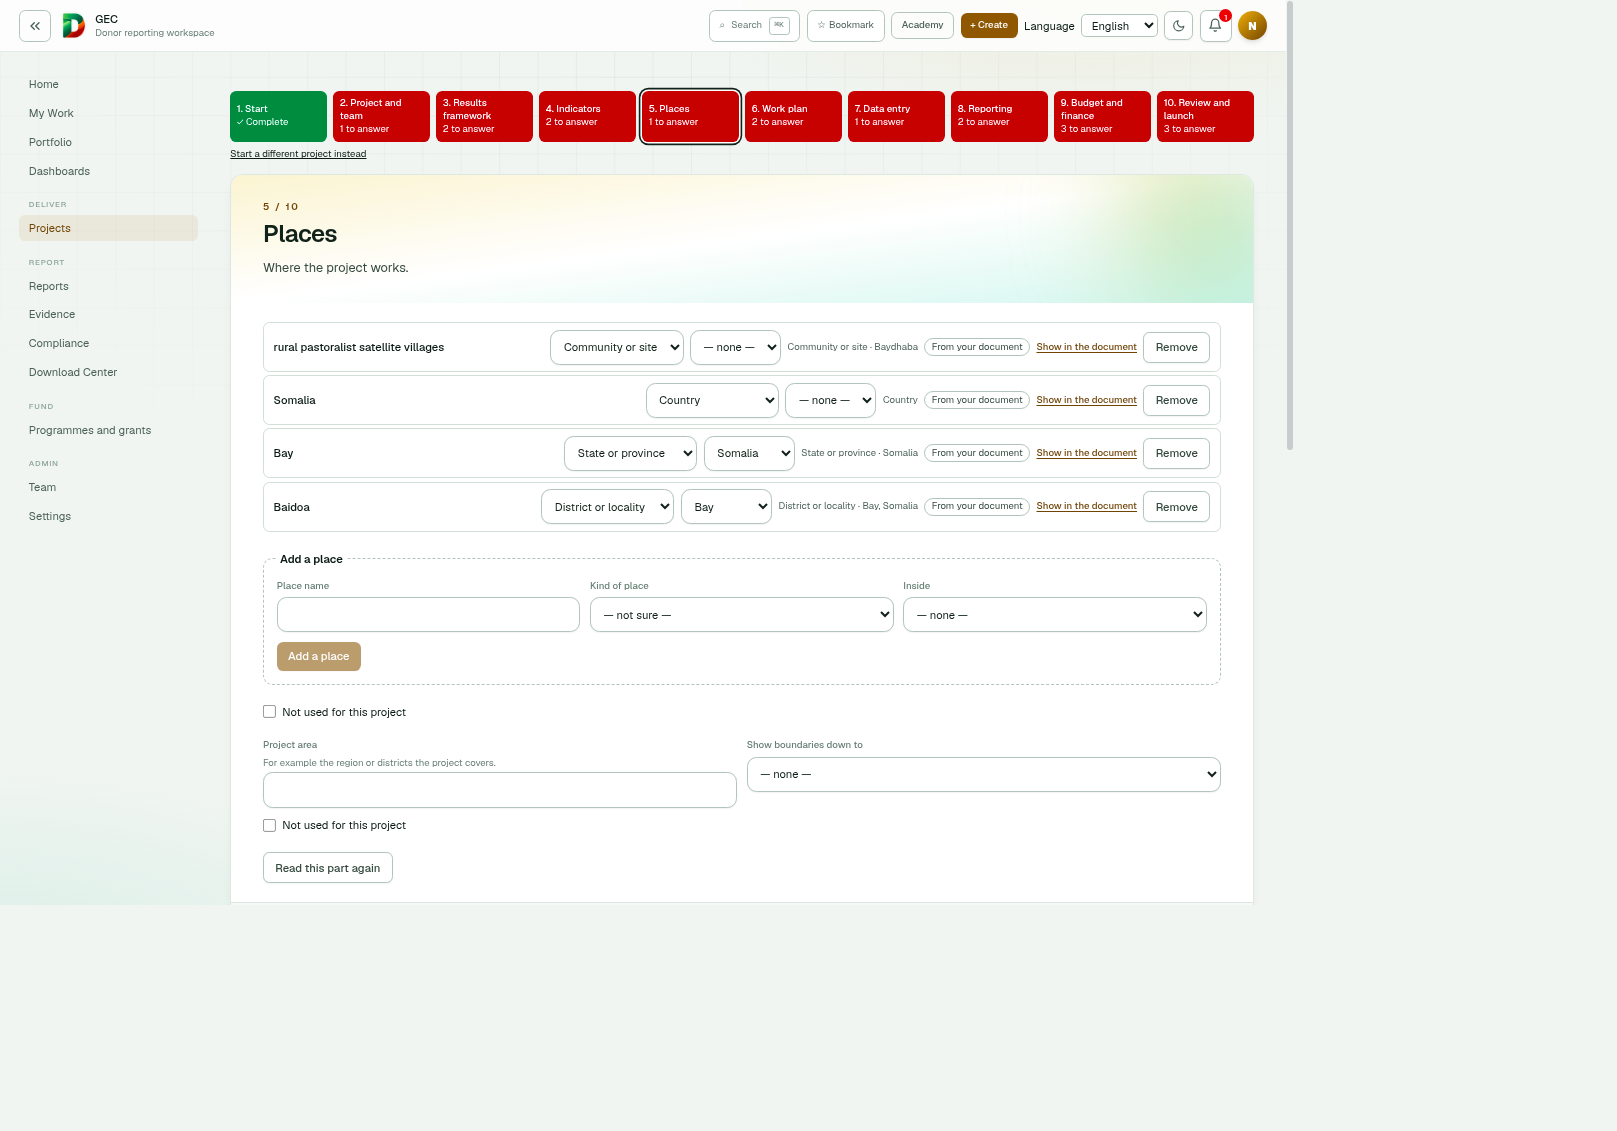 GEC
Donor reporting workspace
Search ⌘K
☆ Bookmark
Academy
+ Create
Language
English
1
N
Home
My Work
Portfolio
Dashboards
DELIVER
Projects
REPORT
Reports
Evidence
Compliance
Download Center
FUND
Programmes and grants
ADMIN
Team
Settings
1. Start
✓ Complete
2. Project and team
1 to answer
3. Results framework
2 to answer
4. Indicators
2 to answer
5. Places
1 to answer
6. Work plan
2 to answer
7. Data entry
1 to answer
8. Reporting
2 to answer
9. Budget and finance
3 to answer
10. Review and launch
3 to answer
Start a different project instead
5 / 10
Places
Where the project works.
rural pastoralist satellite villages Community or site — none — Community or site · Baydhaba From your document Show in the document Remove
Somalia Country — none — Country From your document Show in the document Remove
Bay State or province Somalia State or province · Somalia From your document Show in the document Remove
Baidoa District or locality Bay District or locality · Bay, Somalia From your document Show in the document Remove
Add a place
Place name Kind of place Inside
— not sure — — none —
Add a place
Not used for this project
Project area Show boundaries down to
For example the region or districts the project covers.
— none —
Not used for this project
Read this part again